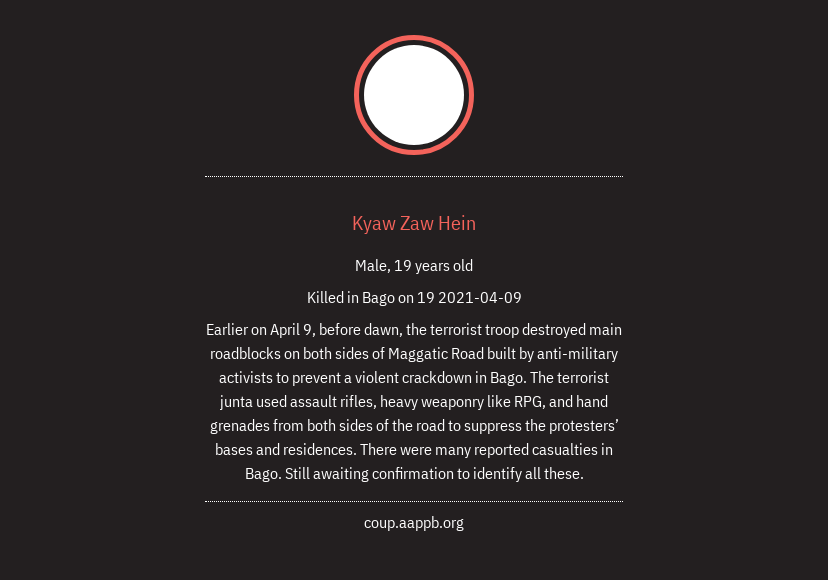 Kyaw Zaw Hein
Male, 19 years old
Killed in Bago on 19 2021-04-09
Earlier on April 9, before dawn, the terrorist troop destroyed main
roadblocks on both sides of Maggatic Road built by anti-military
activists to prevent a violent crackdown in Bago. The terrorist
junta used assault rifles, heavy weaponry like RPG, and hand
grenades from both sides of the road to suppress the protesters’
bases and residences. There were many reported casualties in
Bago. Still awaiting confirmation to identify all these.
coup.aappb.org